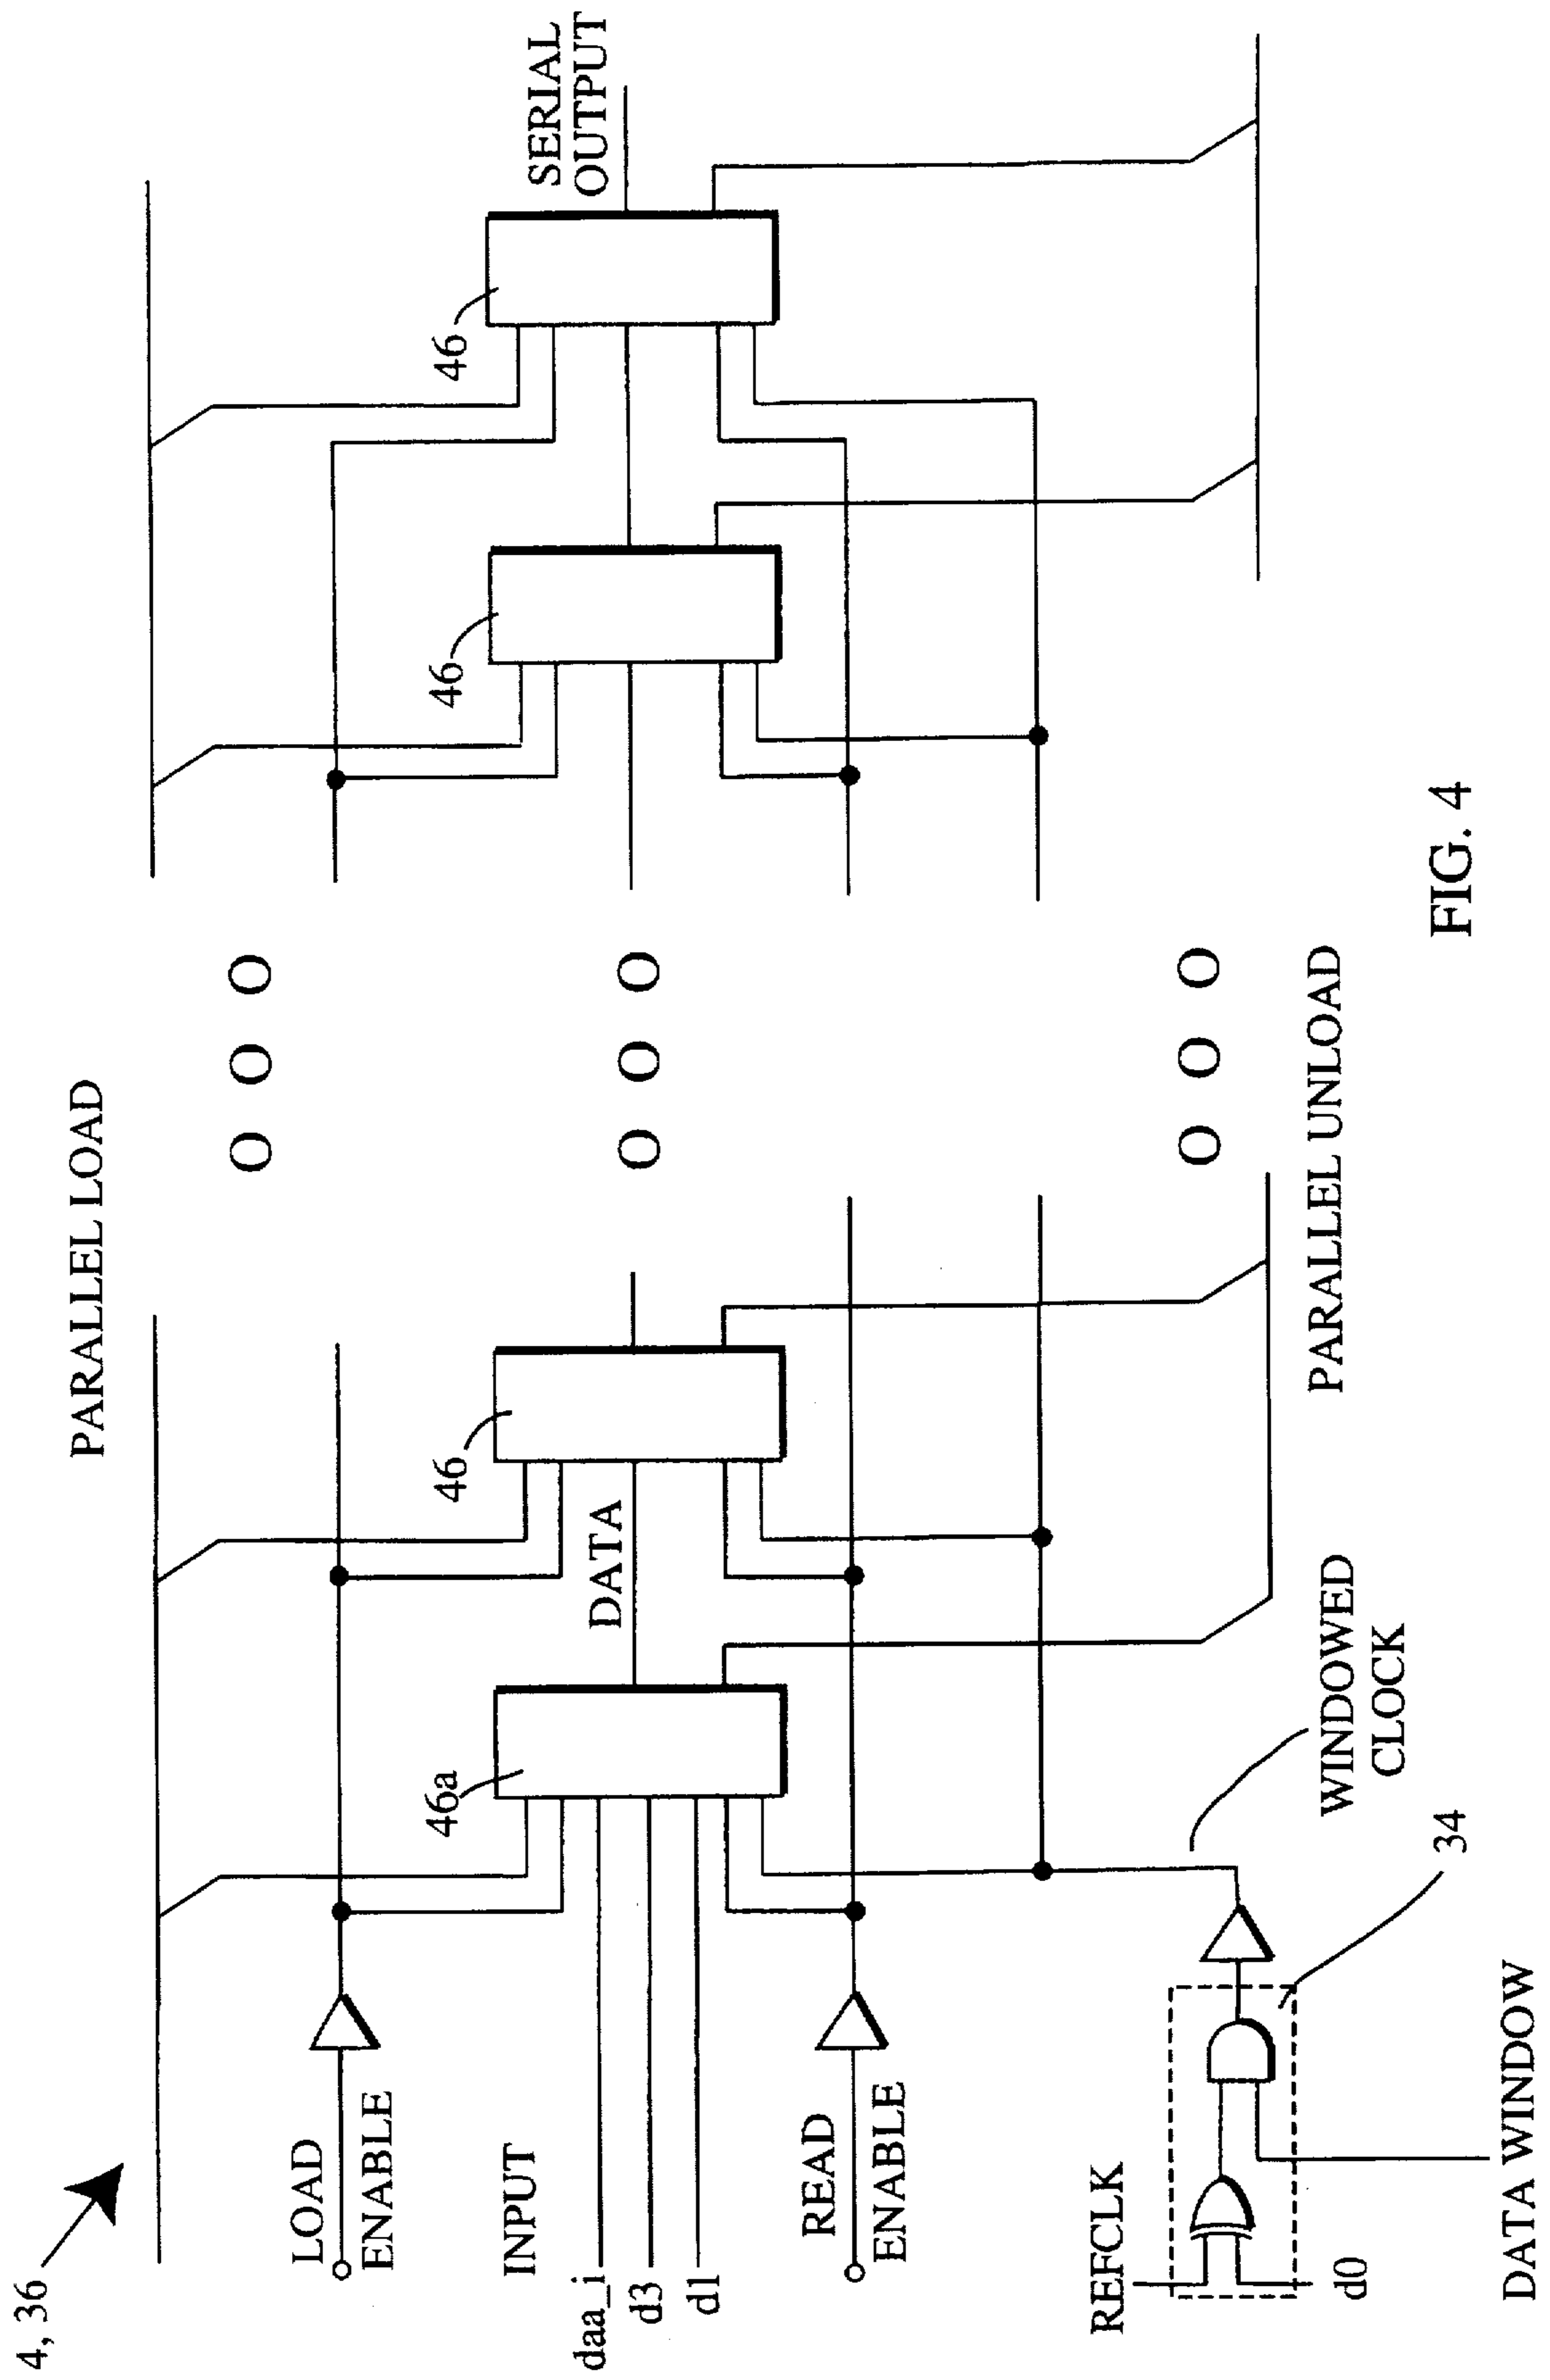 4, 36
PARALLEL LOAD
LOAD
ENABLE
INPUT
daa_i
d3
d1
READ
ENABLE
46a
DATA
46
46
46
SERIAL
OUTPUT
REFCLK
d0
DATA WINDOW
34
WINDOWED
CLOCK
PARALLEL UNLOAD
O O O
O O O
O O O
FIG. 4